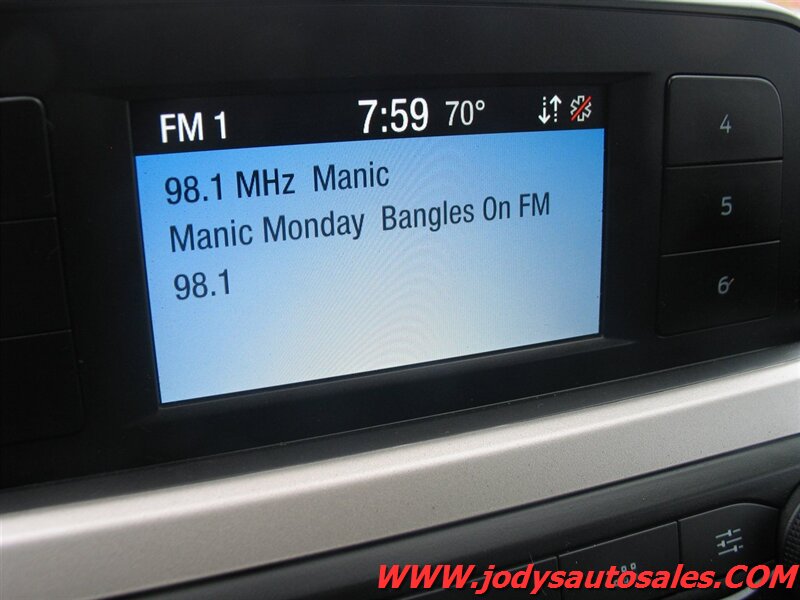 FM 1 7:59 70°
98.1 MHz Manic
Manic Monday Bangles On FM
98.1
4
5
6
WWW.jodysautosales.COM